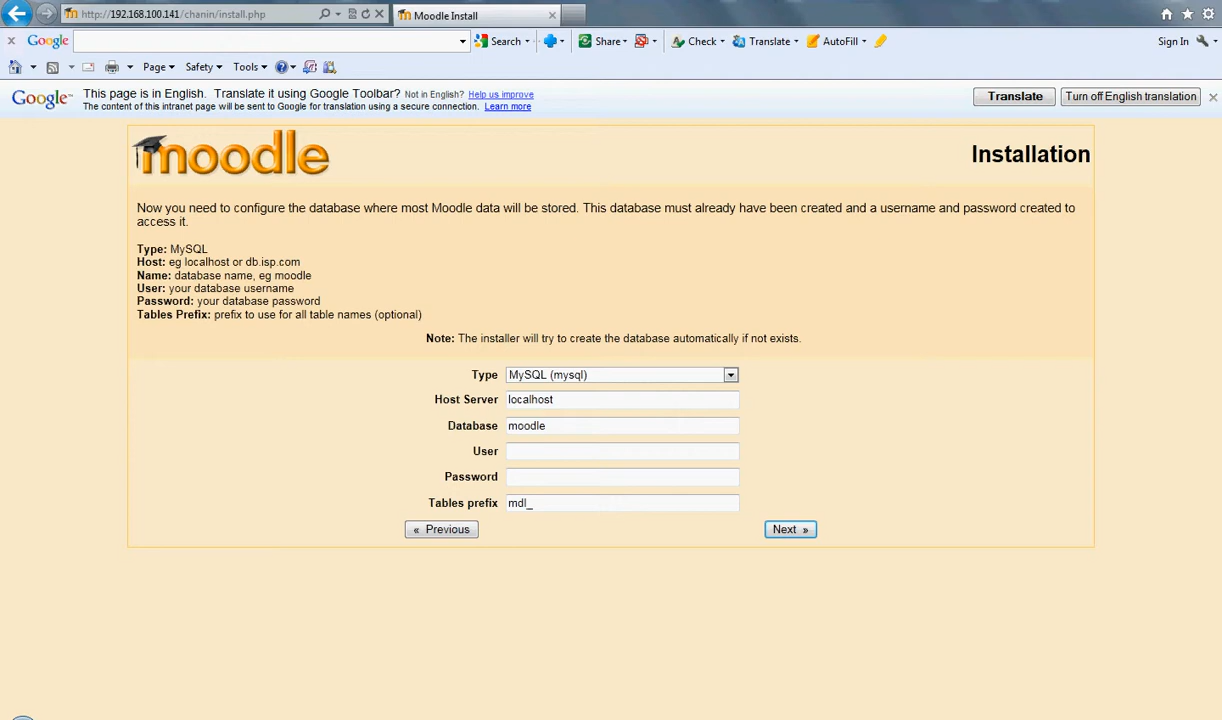 http://192.168.100.141/chanin/install.php
Moodle Install
Google Search Share Check Translate AutoFill Sign In
Page Safety Tools
Google This page is in English. Translate it using Google Toolbar? Not in English? Help us improve Translate Turn off English translation
The content of this intranet page will be sent to Google for translation using a secure connection. Learn more
moodle Installation
Now you need to configure the database where most Moodle data will be stored. This database must already have been created and a username and password created to
access it.
Type: MySQL
Host: eg localhost or db.isp.com
Name: database name, eg moodle
User: your database username
Password: your database password
Tables Prefix: prefix to use for all table names (optional)
Note: The installer will try to create the database automatically if not exists.
Type MySQL (mysql)
Host Server localhost
Database moodle
User
Password
Tables prefix mdl_
« Previous Next »